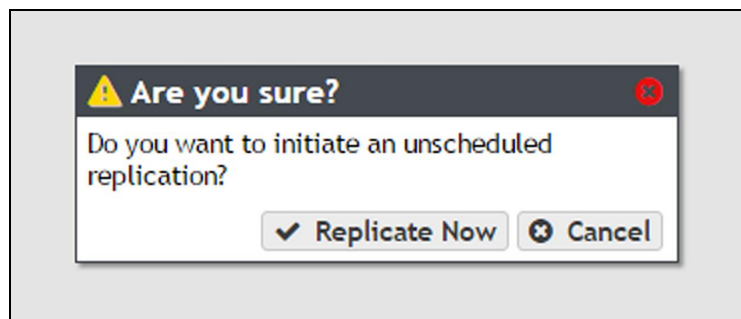 Are you sure?
Do you want to initiate an unscheduled
replication?
Replicate Now
Cancel